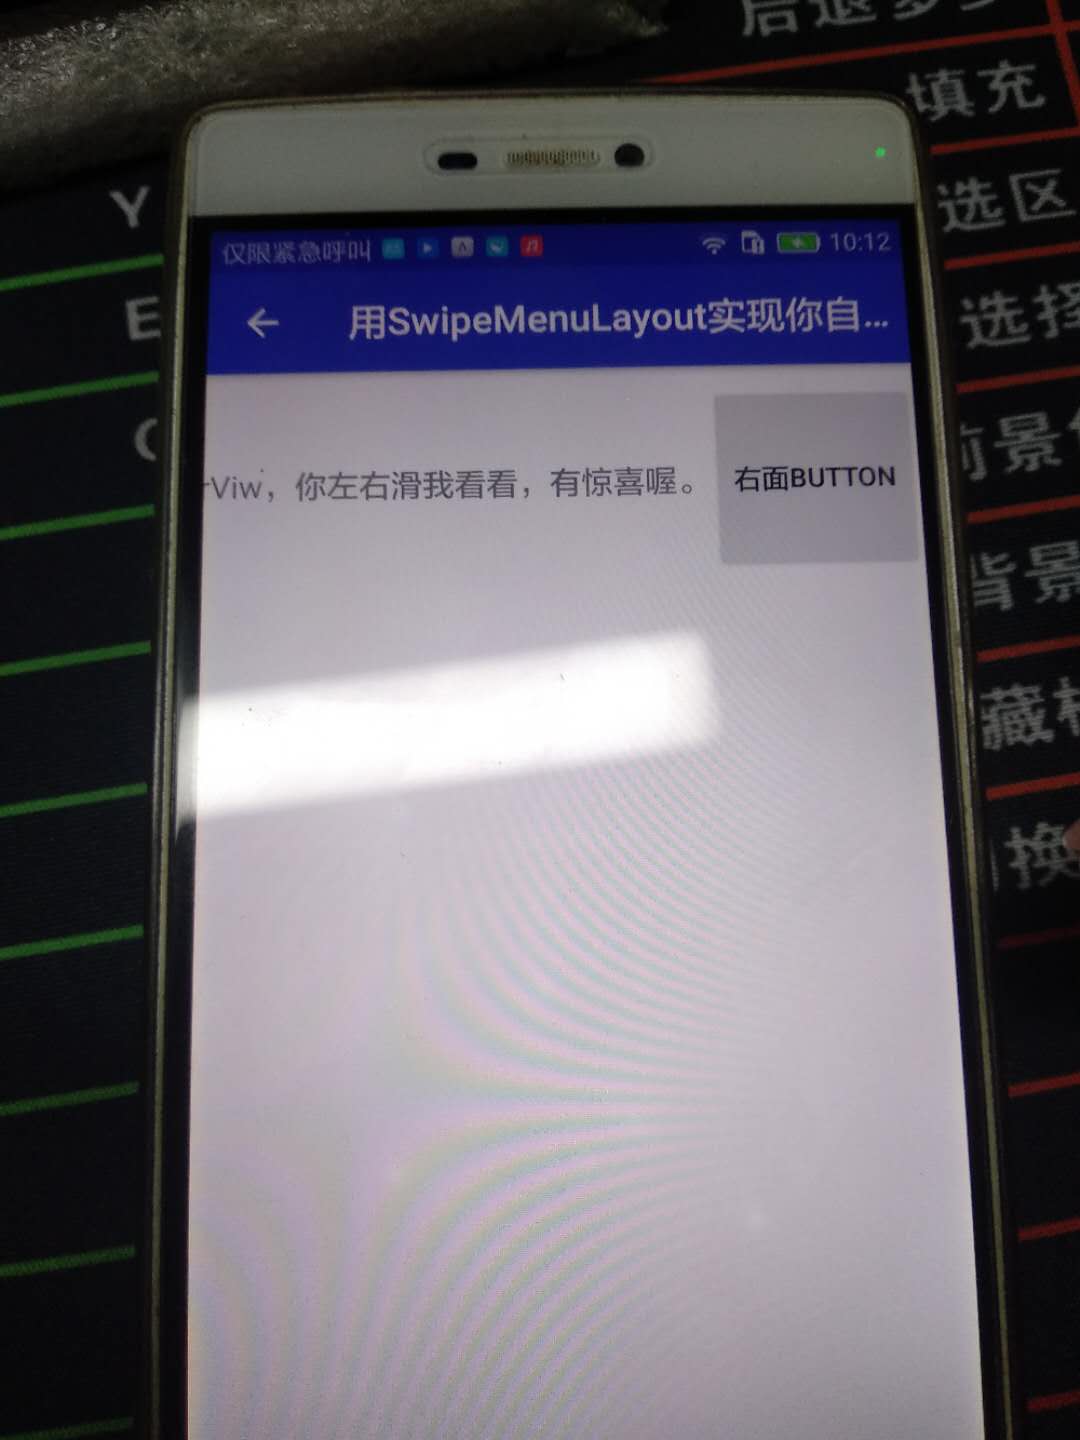 后退多
填充
Y
选区
仅限紧急呼叫
10:12
E
选择
用SwipeMenuLayout实现你自...
前景
Viw，你左右滑我看看，有惊喜喔。
右面BUTTON
背景
藏
换